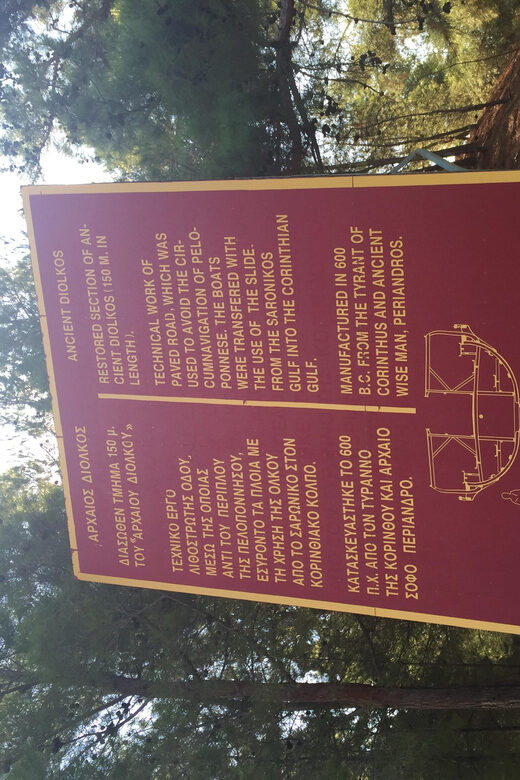 ΑΡΧΑΙΟΣ ΔΙΟΛΚΟΣ
ΔΙΑΣΩΘΕΝ ΤΜΗΜΑ 150 μ.
ΤΟΥ "ΑΡΧΑΙΟΥ ΔΙΟΛΚΟΥ»
ΤΕΧΝΙΚΟ ΕΡΓΟ
ΛΙΘΟΣΤΡΩΤΗΣ ΟΔΟΥ,
ΜΕΣΩ ΤΗΣ ΟΠΟΙΑΣ
ΑΝΤΙ ΤΟΥ ΠΕΡΙΠΛΟΥ
ΤΗΣ ΠΕΛΟΠΟΝΝΗΣΟΥ,
ΕΣΥΡΟΝΤΟ ΤΑ ΠΛΟΙΑ ΜΕ
ΤΗ ΧΡΗΣΗ ΤΗΣ ΟΛΚΟΥ
ΑΠΟ ΤΟ ΣΑΡΩΝΙΚΟ ΣΤΟΝ
ΚΟΡΙΝΘΙΑΚΟ ΚΟΛΠΟ.
ΚΑΤΑΣΚΕΥΑΣΤΗΚΕ ΤΟ 600
Π.Χ. ΑΠΟ ΤΟΝ ΤΥΡΑΝΝΟ
ΤΗΣ ΚΟΡΙΝΘΟΥ ΚΑΙ ΑΡΧΑΙΟ
ΣΟΦΟ ΠΕΡΙΑΝΔΡΟ.
ANCIENT DIOLKOS
RESTORED SECTION OF AN-
CIENT DIOLKOS (150 M. IN
LENGTH).
TECHNICAL WORK OF
PAVED ROAD, WHICH WAS
USED TO AVOID THE CIR-
CUMNAVIGATION OF PELO-
PONNESE. THE BOATS
WERE TRANSFERED WITH
THE USE OF THE SLIDE.
FROM THE SARONIKOS
GULF INTO THE CORINTHIAN
GULF.
MANUFACTURED IN 600
B.C. FROM THE TYRANT OF
CORINTHUS AND ANCIENT
WISE MAN, PERIANDROS.